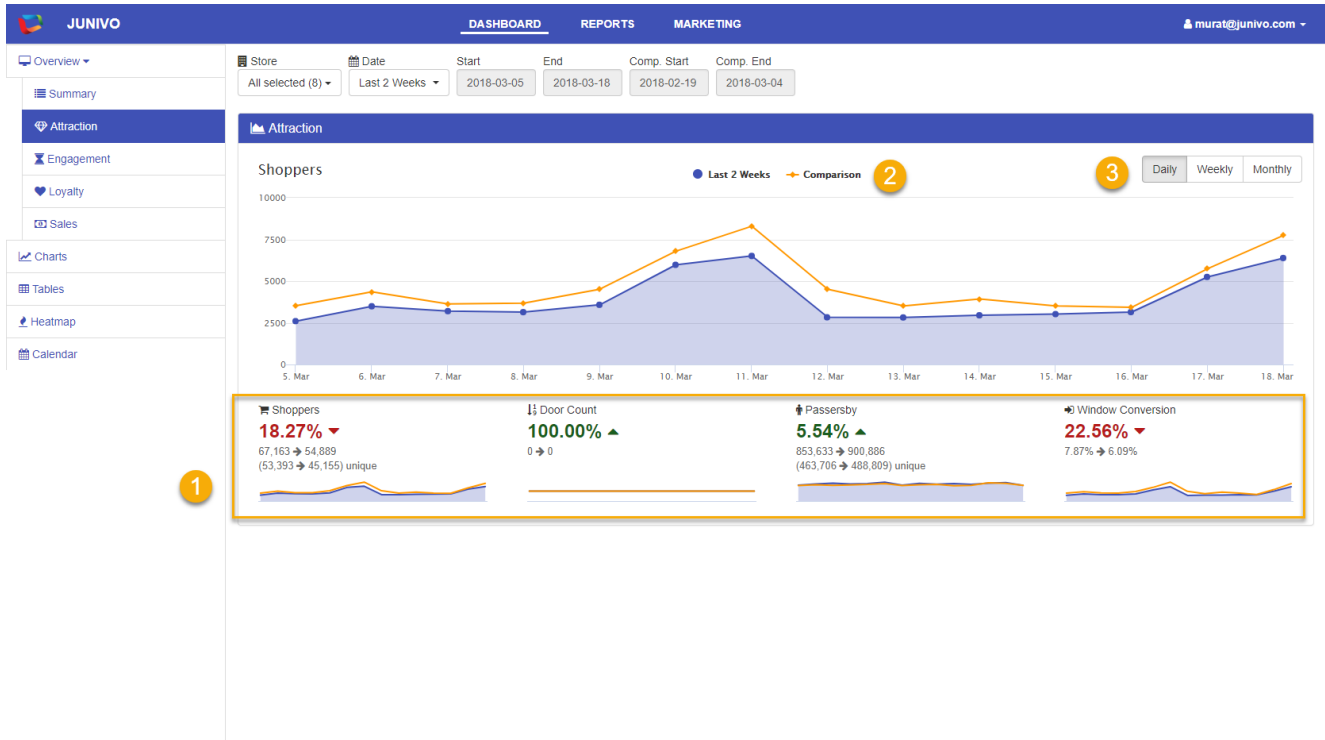 JUNIVO
DASHBOARD REPORTS MARKETING
murat@junivo.com
Overview
Summary
Attraction
Engagement
Loyalty
Sales
Charts
Tables
Heatmap
Calendar
Store Date Start End Comp. Start Comp. End
All selected (8) Last 2 Weeks 2018-03-05 2018-03-18 2018-02-19 2018-03-04
Attraction
Shoppers
Last 2 Weeks Comparison 2
3 Daily Weekly Monthly
10000
7500
5000
2500
0
5. Mar 6. Mar 7. Mar 8. Mar 9. Mar 10. Mar 11. Mar 12. Mar 13. Mar 14. Mar 15. Mar 16. Mar 17. Mar 18. Mar
1
Shoppers
18.27%
67,163 → 54,889
(53,393 → 45,155) unique
Door Count
100.00%
0 → 0
Passersby
5.54%
853,633 → 900,886
(463,706 → 488,809) unique
Window Conversion
22.56%
7.87% → 6.09%